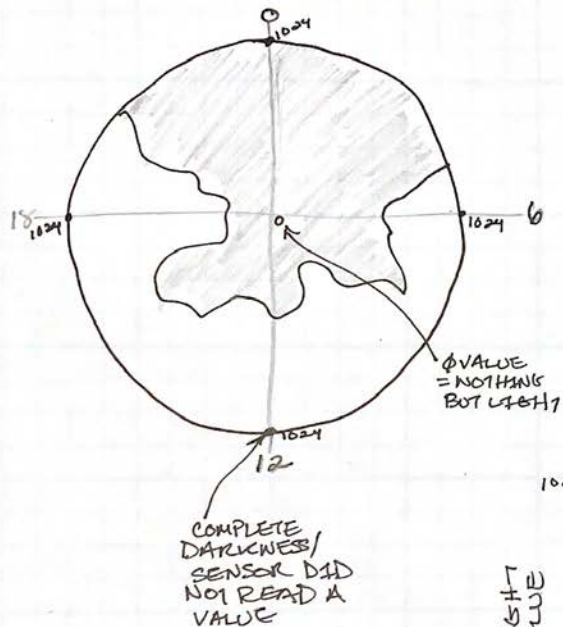 0
1024
18
1024
0
1024
6
ØVALUE
= NOTHING
BUT LIGHT
1024
12
COMPLETE
DARKNESS/
SENSOR DID
NOT READ A
VALUE